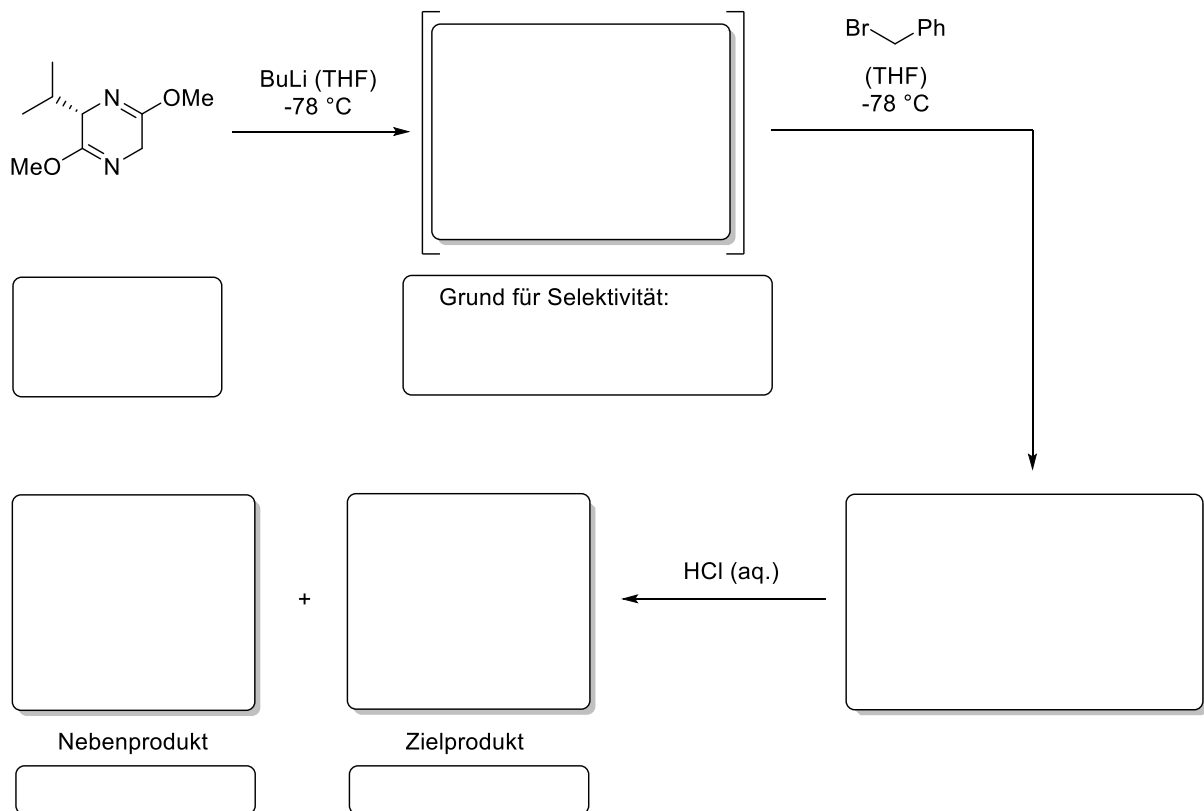 Br Ph
BuLi (THF)
-78 °C
(THF)
-78 °C
N OMe
MeO N
Grund für Selektivität:
HCl (aq.)
+
Nebenprodukt Zielprodukt